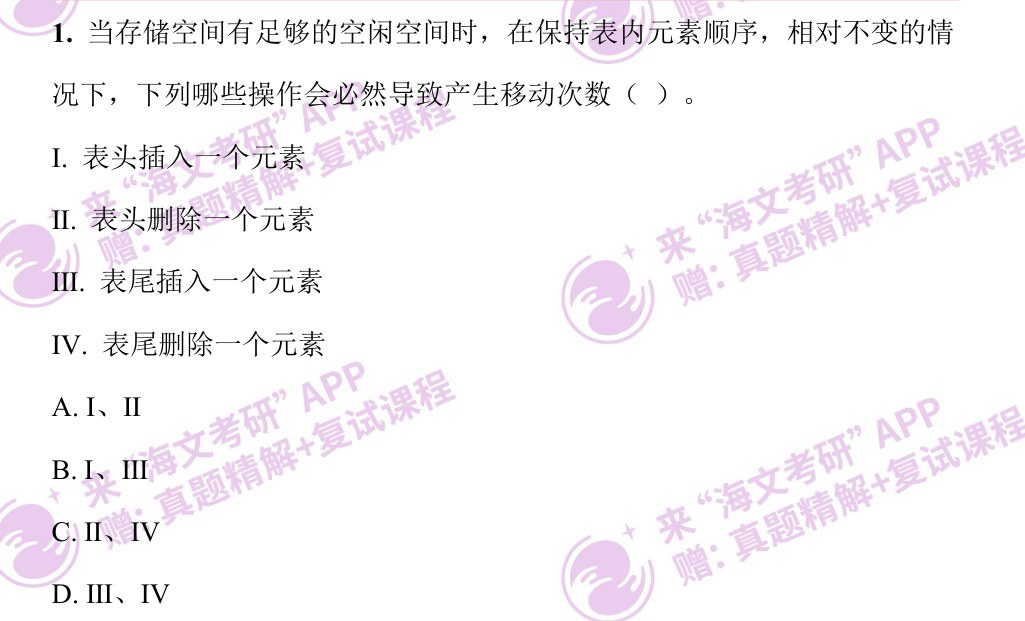 1. 当存储空间有足够的空闲空间时，在保持表内元素顺序，相对不变的情
况下，下列哪些操作会必然导致产生移动次数（ ）。
I. 表头插入一个元素
II. 表头删除一个元素
III. 表尾插入一个元素
IV. 表尾删除一个元素
A. I、II
B. I、III
C. II、IV
D. III、IV
来“海文考研”APP
赠：真题精解+复试课程
来“海文考研”APP
赠：真题精解+复试课程
来“海文考研”APP
赠：真题精解+复试课程
来“海文考研”APP
赠：真题精解+复试课程